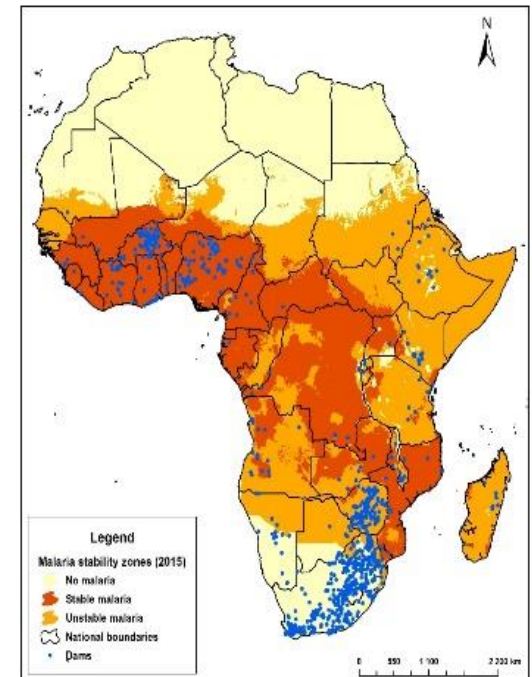 N
Legend
Malaria stability zones (2015)
No malaria
Stable malaria
Unstable malaria
National boundaries
Dams
0 550 1 100 2 200 km